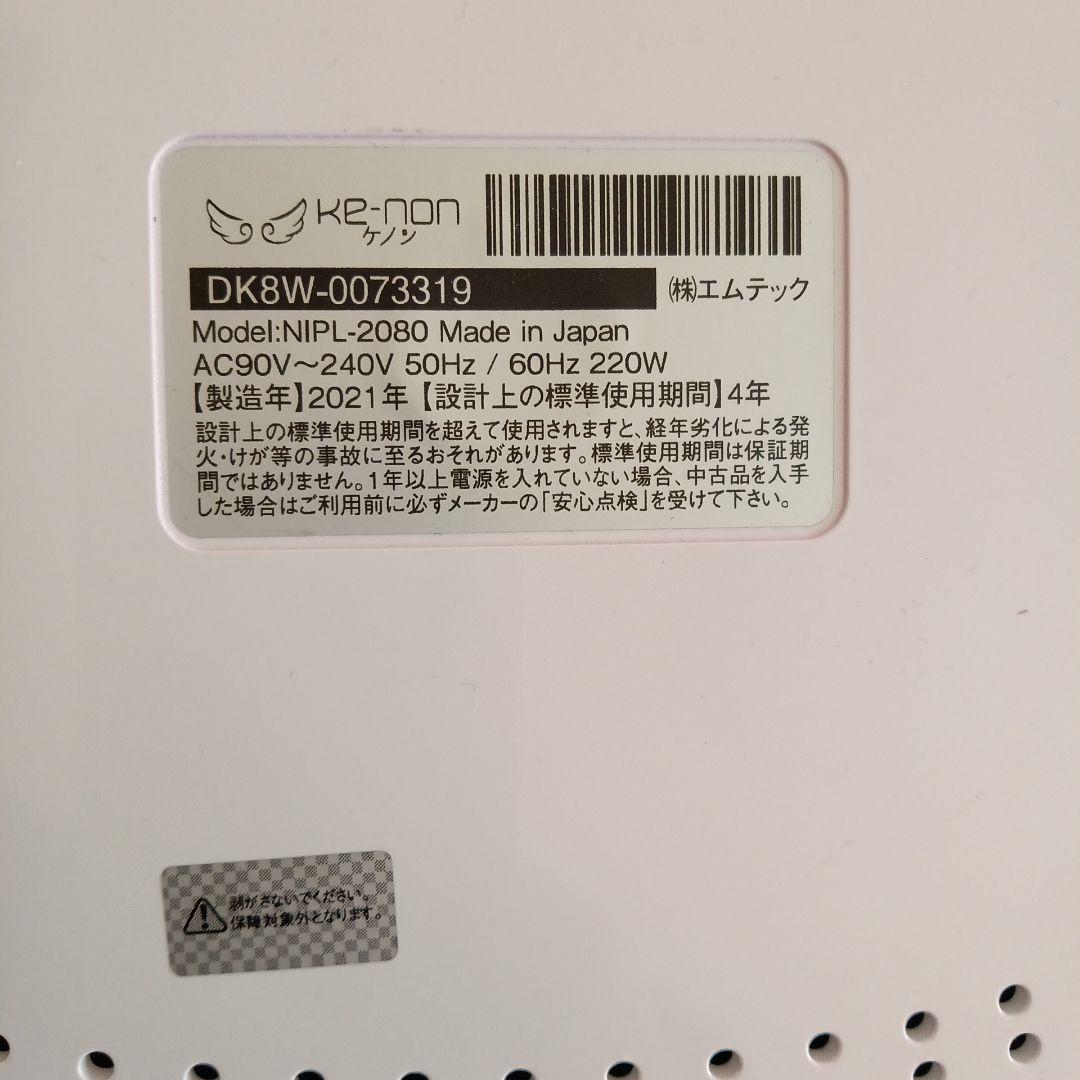 ke-non
ケノン
DK8W-0073319
㈱エムテック
Model:NIPL-2080 Made in Japan
AC90V～240V 50Hz / 60Hz 220W
【製造年】2021年【設計上の標準使用期間】4年
設計上の標準使用期間を超えて使用されますと、経年劣化による発
火・けが等の事故に至るおそれがあります。標準使用期間は保証期
間ではありません。1年以上電源を入れていない場合、中古品を入手
した場合はご利用前に必ずメーカーの「安心点検」を受けて下さい。
剥がさないでください。
保障対象外となります。